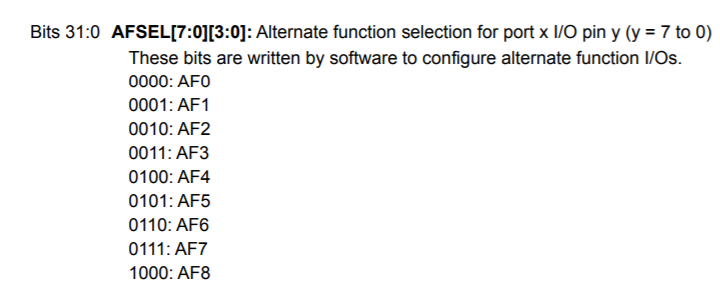 Bits 31:0 AFSEL[7:0][3:0]: Alternate function selection for port x I/O pin y (y = 7 to 0)
These bits are written by software to configure alternate function I/Os.
0000: AF0
0001: AF1
0010: AF2
0011: AF3
0100: AF4
0101: AF5
0110: AF6
0111: AF7
1000: AF8